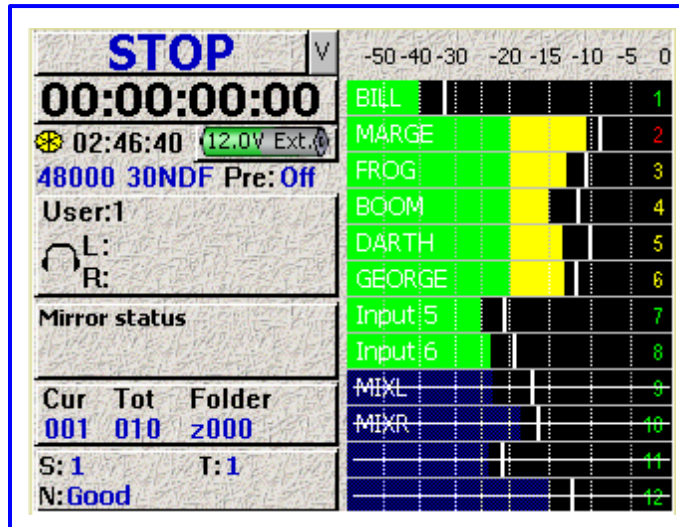 STOP V
00:00:00:00
02:46:40 12.0V Ext.
48000 30NDF Pre: Off
User:1
L:
R:
Mirror status
Cur Tot Folder
001 010 z000
S: 1 T: 1
N:Good
-50 -40 -30 -20 -15 -10 -5 0
BILL 1
MARGE 2
FROG 3
BOOM 4
DARTH 5
GEORGE 6
Input 5 7
Input 6 8
MIXL 9
MIXR 10
11
12